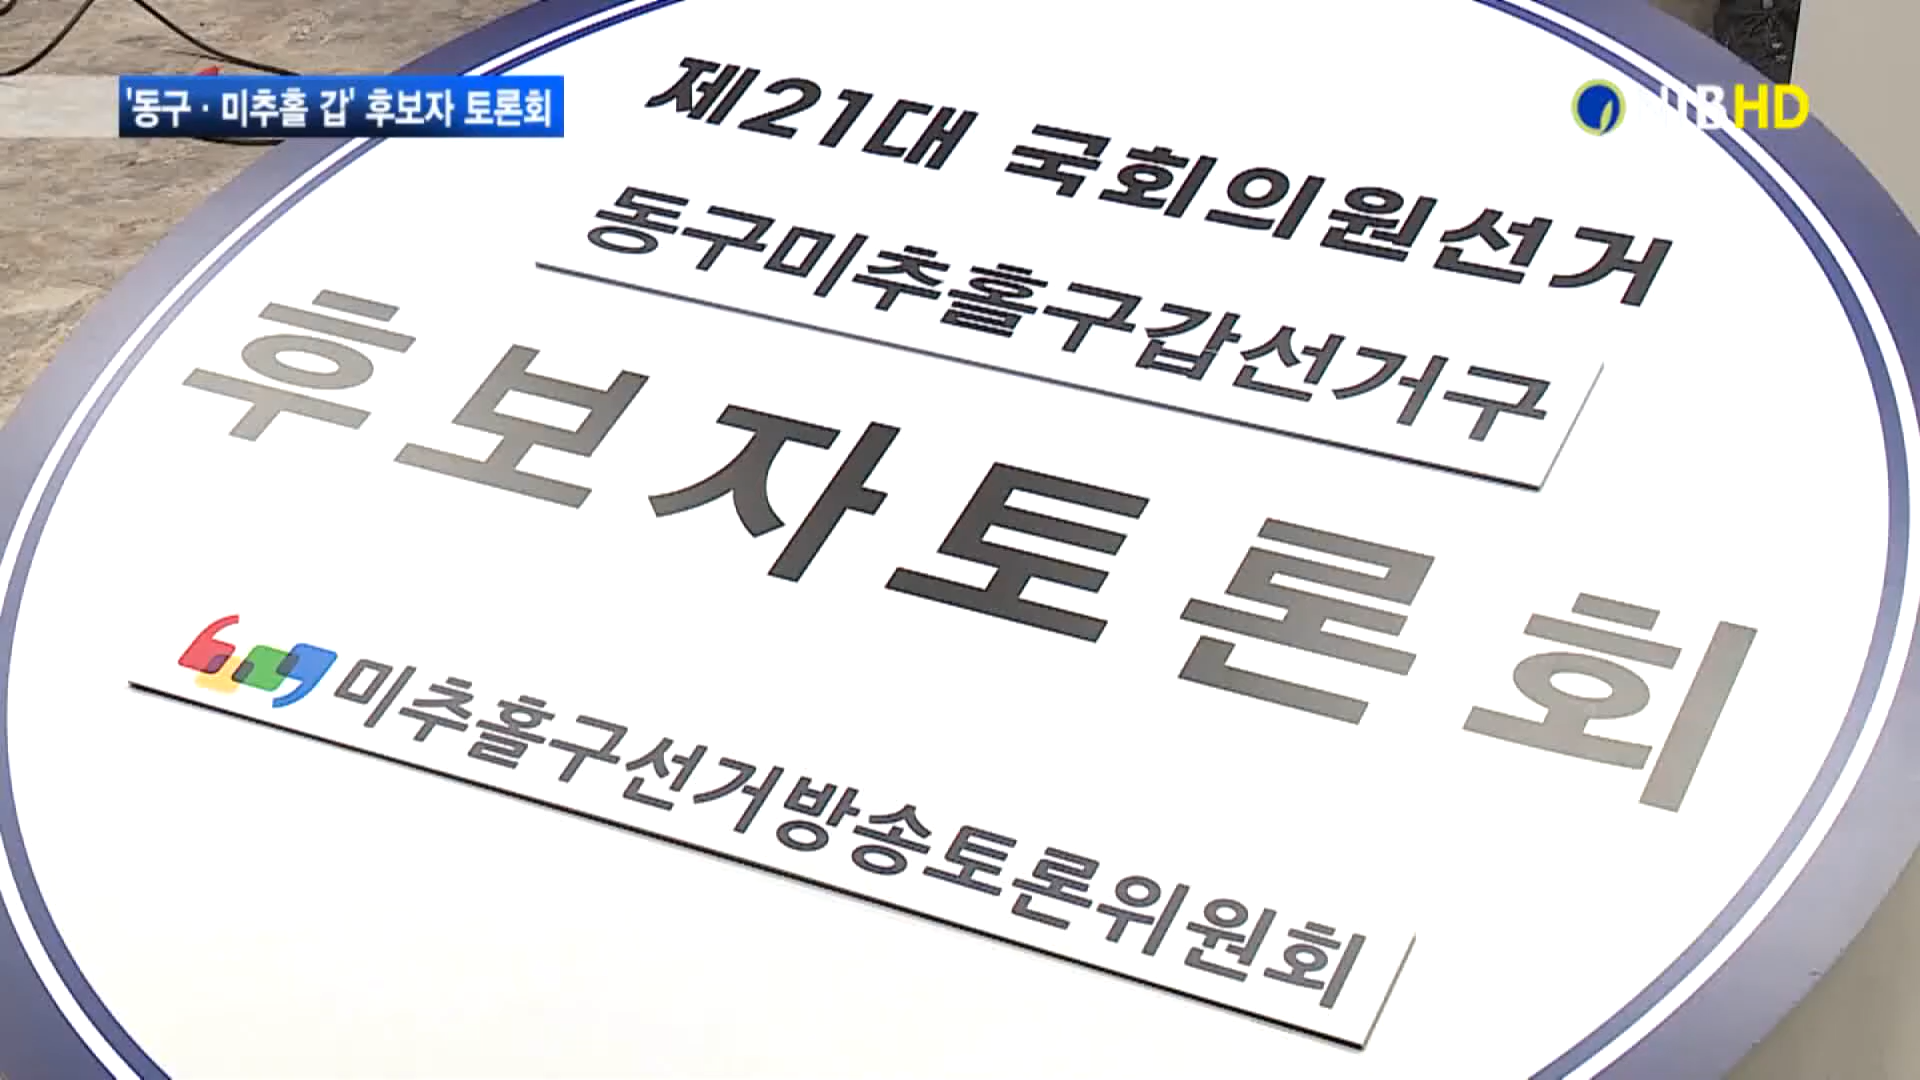 '동구·미추홀 갑' 후보자 토론회
HD
제21대 국회의원선거
동구미추홀구갑선거구
후보자토론회
미추홀구선거방송토론위원회